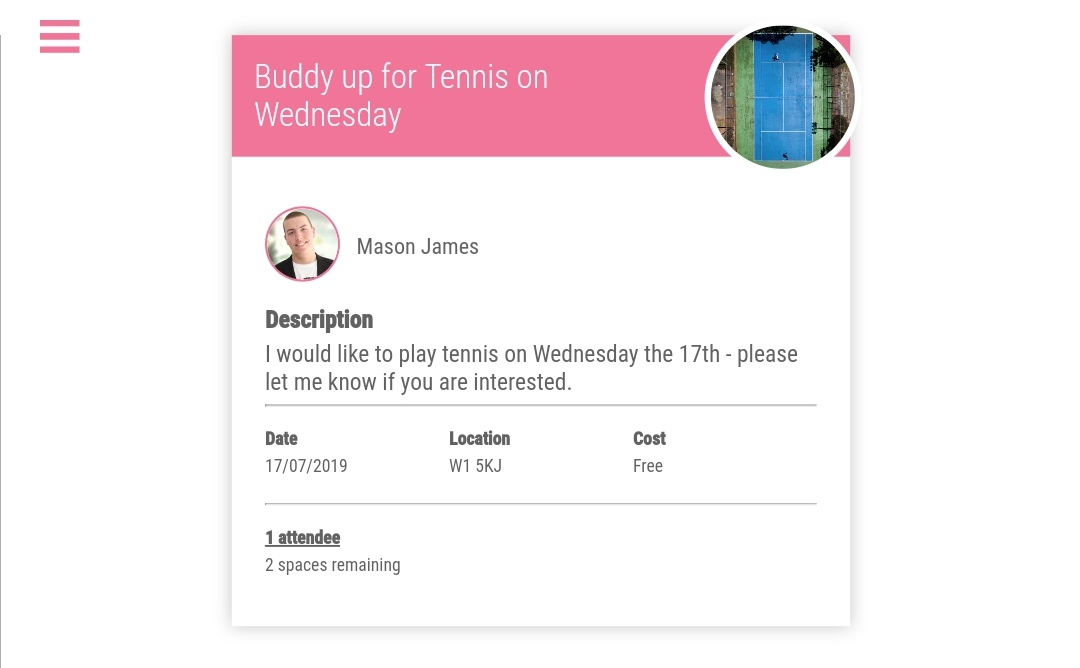 Buddy up for Tennis on
Wednesday
Mason James
Description
I would like to play tennis on Wednesday the 17th - please
let me know if you are interested.
Date
Location
Cost
17/07/2019
W1 5KJ
Free
1 attendee
2 spaces remaining